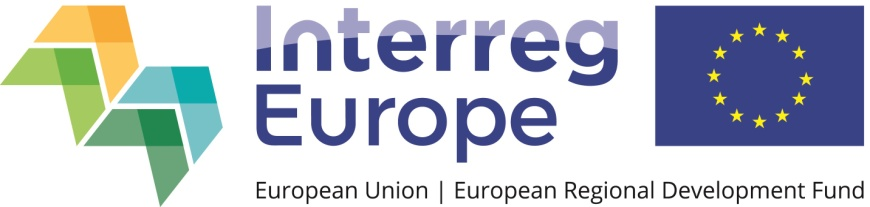 Interreg
Europe
European Union | European Regional Development Fund